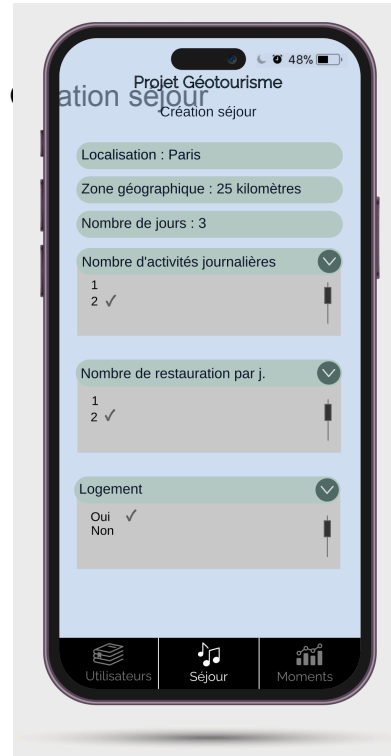 48%
Projet Géotourisme
Création séjour
Création séjour
Localisation : Paris
Zone géographique : 25 kilomètres
Nombre de jours : 3
Nombre d'activités journalières
1
2 ✓
Nombre de restauration par j.
1
2 ✓
Logement
Oui ✓
Non
Utilisateurs
Séjour
Moments